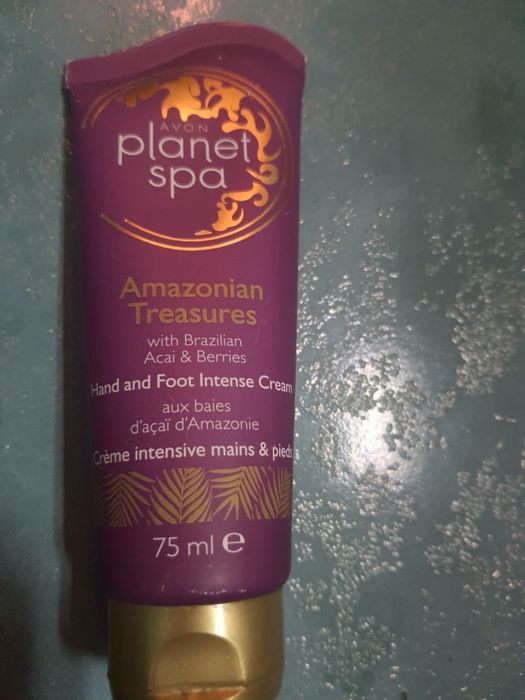 AVON
planet
spa
Amazonian
Treasures
with Brazilian
Acai & Berries
Hand and Foot Intense Cream
aux baies
d'açaï d'Amazonie
Crème intensive mains & pieds
75 ml e